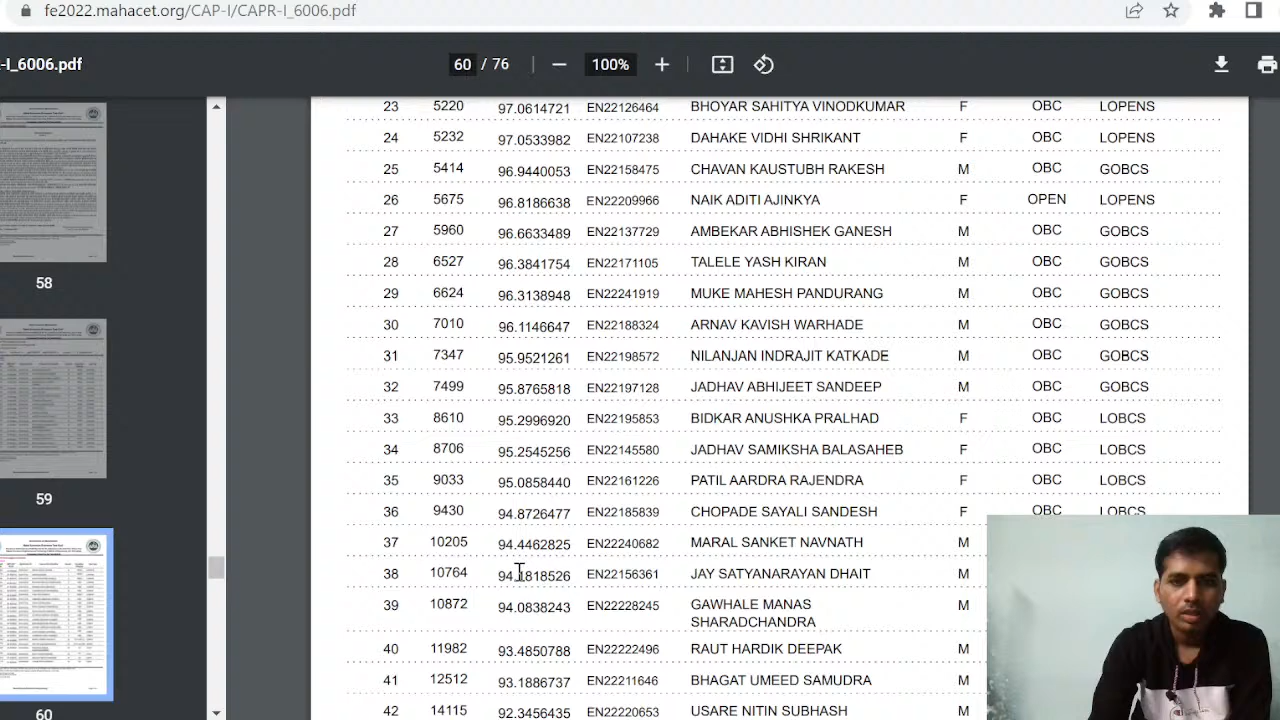 fe2022.mahacet.org/CAP-I/CAPR-I_6006.pdf
-I_6006.pdf 60 / 76 100%
23 5220 97.0614721 EN22126464 BHOYAR SAHITYA VINODKUMAR F OBC LOPENS
24 5232 97.0533982 EN22107238 DAHAKE VIDHI SHRIKANT F OBC LOPENS
25 5414 96.9440053 EN22158475 CHAVAN KAUSTUBH RAKESH M OBC GOBCS
26 5675 96.8186638 EN22209966 NAIK ADITI AJINKYA F OPEN LOPENS
27 5960 96.6633489 EN22137729 AMBEKAR ABHISHEK GANESH M OBC GOBCS
28 6527 96.3841754 EN22171105 TALELE YASH KIRAN M OBC GOBCS
29 6624 96.3138948 EN22241919 MUKE MAHESH PANDURANG M OBC GOBCS
30 7010 96.1146647 EN22188324 ARNAV KAVISH WARHADE M OBC GOBCS
31 7347 95.9521261 EN22198572 NITANTAN INDRAJIT KATKADE M OBC GOBCS
32 7499 95.8765818 EN22197128 JADHAV ABHIJEET SANDEEP M OBC GOBCS
33 8610 95.2996920 EN22195853 BIDKAR ANUSHKA PRALHAD F OBC LOBCS
34 8706 95.2545256 EN22145580 JADHAV SAMIKSHA BALASAHEB F OBC LOBCS
35 9033 95.0858440 EN22161226 PATIL AARDRA RAJENDRA F OBC LOBCS
36 9430 94.8726477 EN22185839 CHOPADE SAYALI SANDESH F OBC LOBCS
37 10205 94.4462825 EN22240682 MARAL SANKET NAVNATH M
38 10764 EN22156361 JAYDATTA NARAYAN DHAIT M
39 10872 94.0838243 EN22228245 GAWHALE MANAS M
SHARADCHANDRA
40 11982 93.4850788 EN22222496 RAUT HARDIK DEEPAK M
41 12512 93.1886737 EN22211646 BHAGAT UMEED SAMUDRA M
42 14115 92.3456435 EN22220653 USARE NITIN SUBHASH M
58
59
60